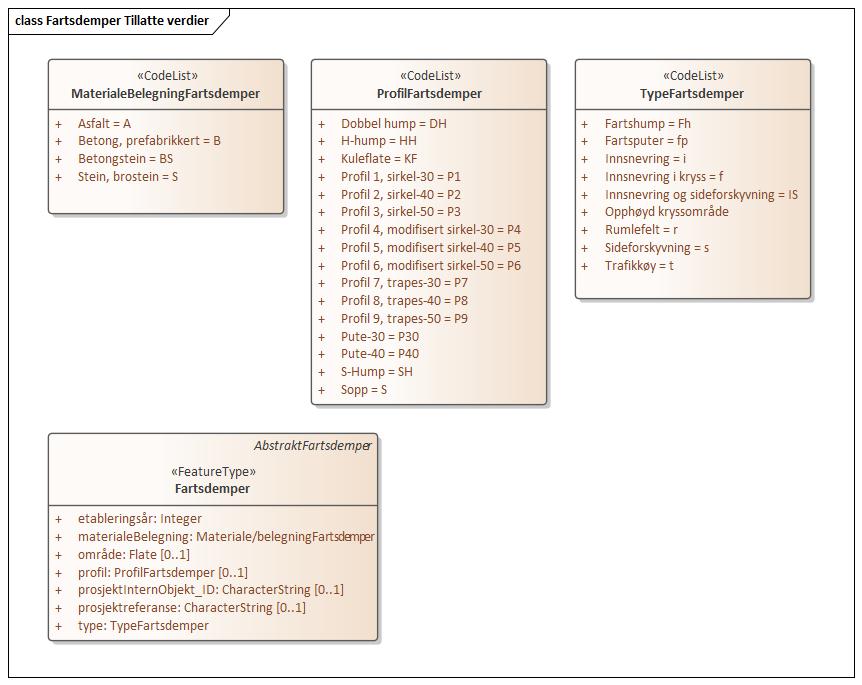 class Fartsdemper Tillatte verdier
«CodeList»
MaterialeBelegningFartsdemper
+ Asfalt = A
+ Betong, prefabrikkert = B
+ Betongstein = BS
+ Stein, brostein = S
«CodeList»
ProfilFartsdemper
+ Dobbel hump = DH
+ H-hump = HH
+ Kuleflate = KF
+ Profil 1, sirkel-30 = P1
+ Profil 2, sirkel-40 = P2
+ Profil 3, sirkel-50 = P3
+ Profil 4, modifisert sirkel-30 = P4
+ Profil 5, modifisert sirkel-40 = P5
+ Profil 6, modifisert sirkel-50 = P6
+ Profil 7, trapes-30 = P7
+ Profil 8, trapes-40 = P8
+ Profil 9, trapes-50 = P9
+ Pute-30 = P30
+ Pute-40 = P40
+ S-Hump = SH
+ Sopp = S
«CodeList»
TypeFartsdemper
+ Fartshump = Fh
+ Fartsputer = fp
+ Innsnevring = i
+ Innsnevring i kryss = f
+ Innsnevring og sideforskyvning = IS
+ Opphøyd kryssområde
+ Rumlefelt = r
+ Sideforskyvning = s
+ Trafikkøy = t
AbstraktFartsdemper
«FeatureType»
Fartsdemper
+ etableringsår: Integer
+ materialeBelegning: Materiale/belegningFartsdemper
+ område: Flate [0..1]
+ profil: ProfilFartsdemper [0..1]
+ prosjektInternObjekt_ID: CharacterString [0..1]
+ prosjektreferanse: CharacterString [0..1]
+ type: TypeFartsdemper